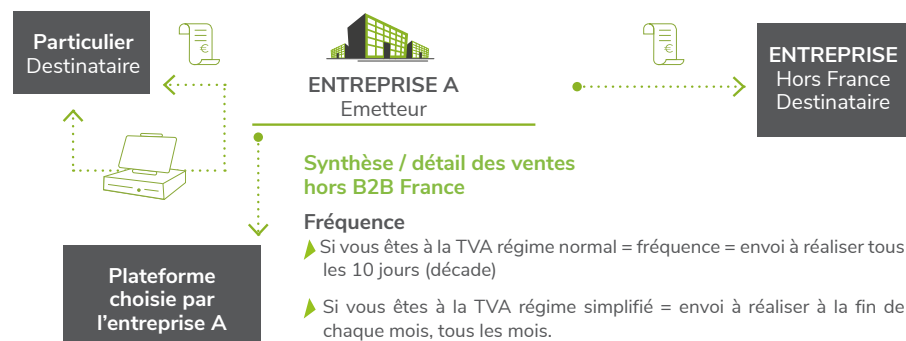 Particulier
Destinataire
€
ENTREPRISE A
Emetteur
€
ENTREPRISE
Hors France
Destinataire
Synthèse / détail des ventes
hors B2B France
Fréquence
Si vous êtes à la TVA régime normal = fréquence = envoi à réaliser tous
les 10 jours (décade)
Si vous êtes à la TVA régime simplifié = envoi à réaliser à la fin de
chaque mois, tous les mois.
Plateforme
choisie par
l’entreprise A